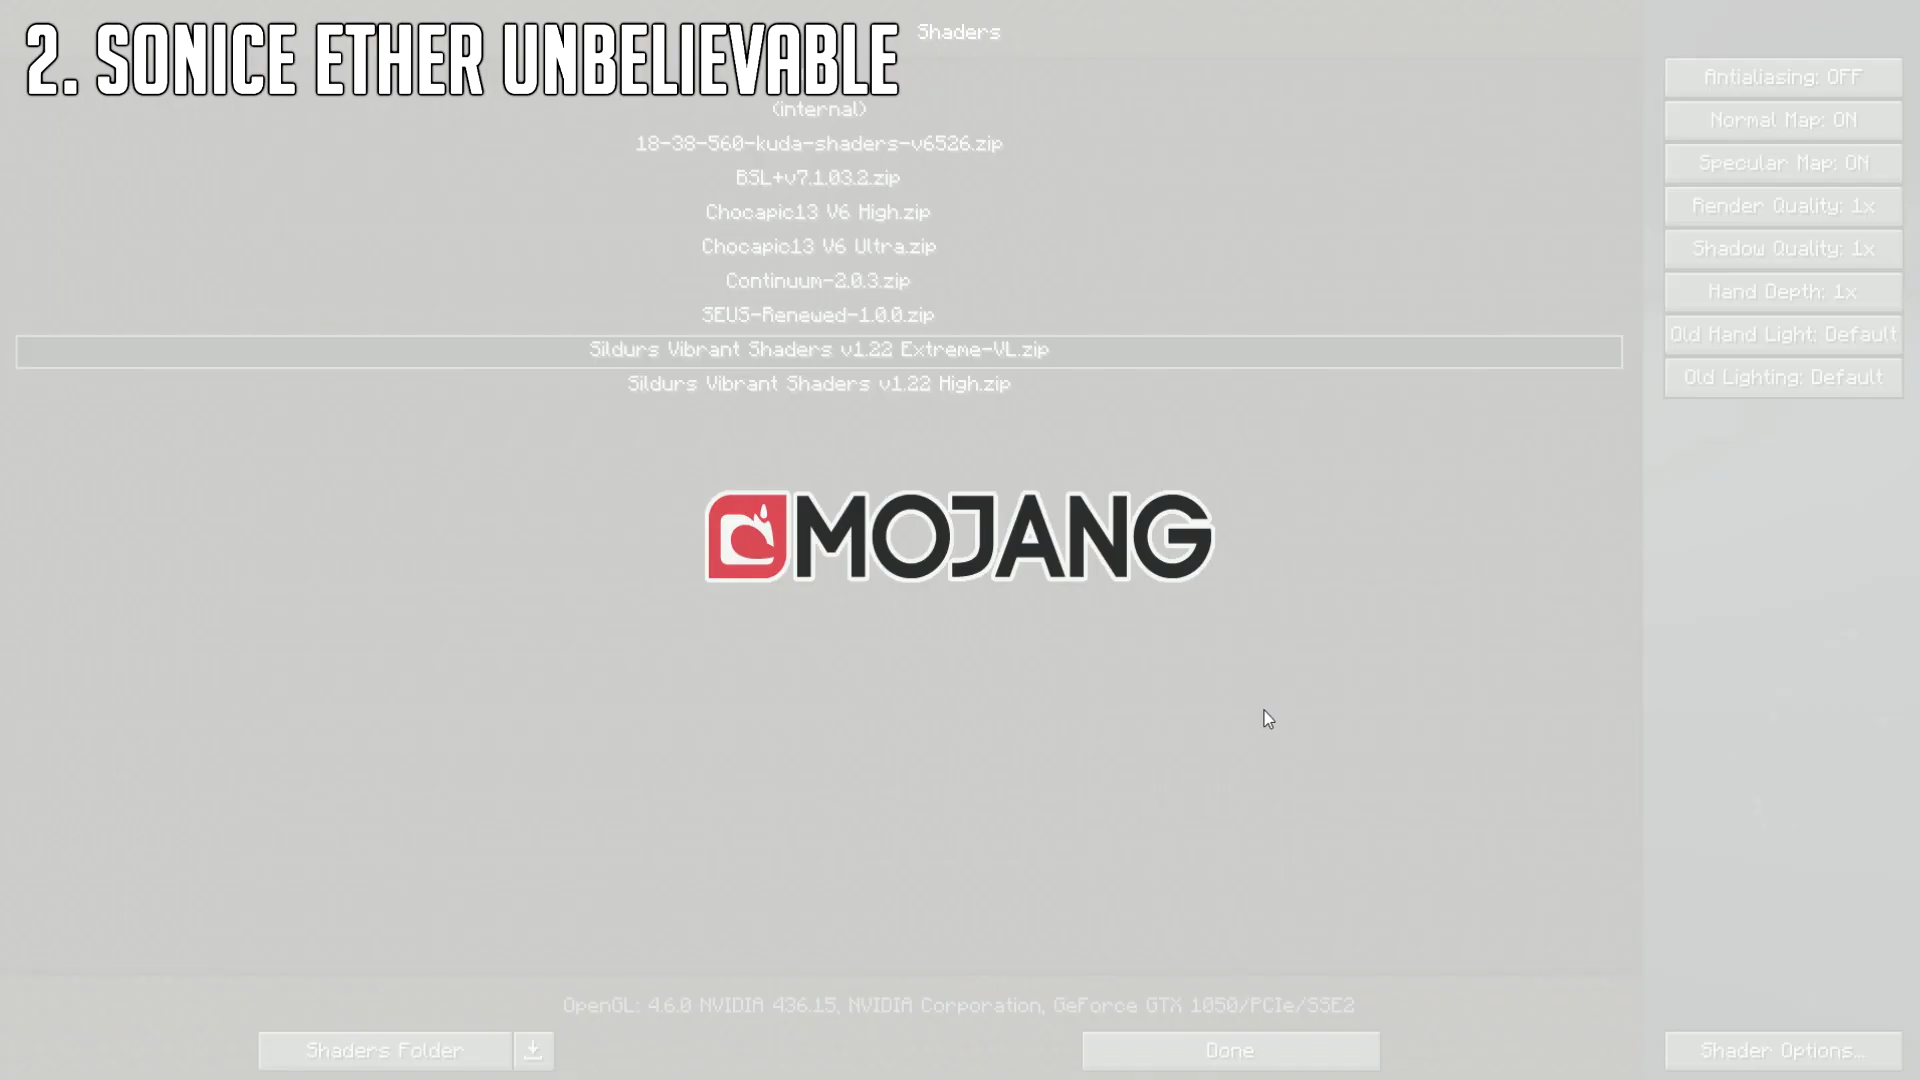 2. SONICE ETHER UNBELIEVABLE
Shaders
(internal)
18-38-560-kuda-shaders-v6526.zip
BSL+v7.1.03.2.zip
Chocapic13 V6 High.zip
Chocapic13 V6 Ultra.zip
Continuum-2.0.3.zip
SEUS-Renewed-1.0.0.zip
Sildurs Vibrant Shaders v1.22 Extreme-VL.zip
Sildurs Vibrant Shaders v1.22 High.zip
Antialiasing: OFF
Normal Map: ON
Specular Map: ON
Render Quality: 1x
Shadow Quality: 1x
Hand Depth: 1x
Old Hand Light: Default
Old Lighting: Default
MOJANG
OpenGL: 4.6.0 NVIDIA 436.15, NVIDIA Corporation, GeForce GTX 1050/PCIe/SSE2
Shaders Folder
Done
Shader Options...